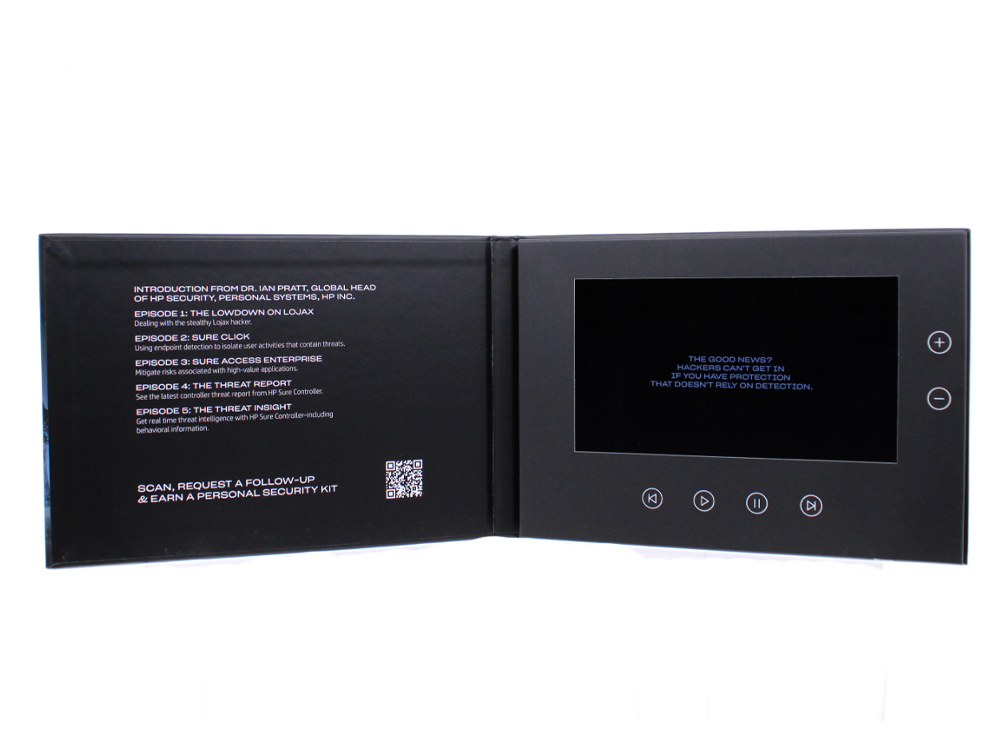 INTRODUCTION FROM DR. IAN PRATT, GLOBAL HEAD
OF HP SECURITY, PERSONAL SYSTEMS, HP INC.
EPISODE 1: THE LOWDOWN ON LOJAX
Dealing with the stealthy Lojax hacker.
EPISODE 2: SURE CLICK
Using endpoint detection to isolate user activities that contain threats.
EPISODE 3: SURE ACCESS ENTERPRISE
Mitigate risks associated with high-value applications.
EPISODE 4: THE THREAT REPORT
See the latest controller threat report from HP Sure Controller.
EPISODE 5: THE THREAT INSIGHT
Get real time threat intelligence with HP Sure Controller–including
behavioral information.
SCAN, REQUEST A FOLLOW-UP
& EARN A PERSONAL SECURITY KIT
THE GOOD NEWS?
HACKERS CAN'T GET IN
IF YOU HAVE PROTECTION
THAT DOESN'T RELY ON DETECTION.